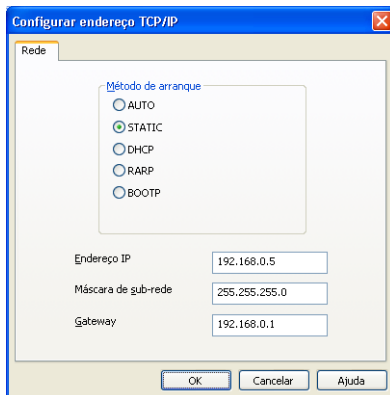 Configurar endereço TCP/IP
Rede
Método de arranque
AUTO
STATIC
DHCP
RARP
BOOTP
Endereço IP 192.168.0.5
Máscara de sub-rede 255.255.255.0
Gateway 192.168.0.1
OK Cancelar Ajuda